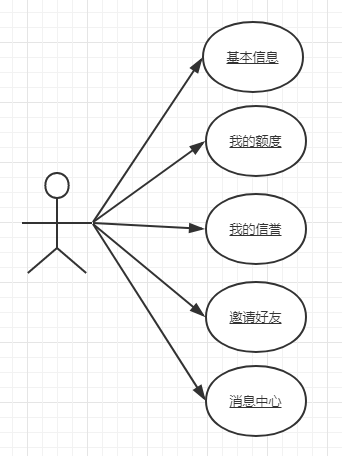 基本信息
我的额度
我的信誉
邀请好友
消息中心